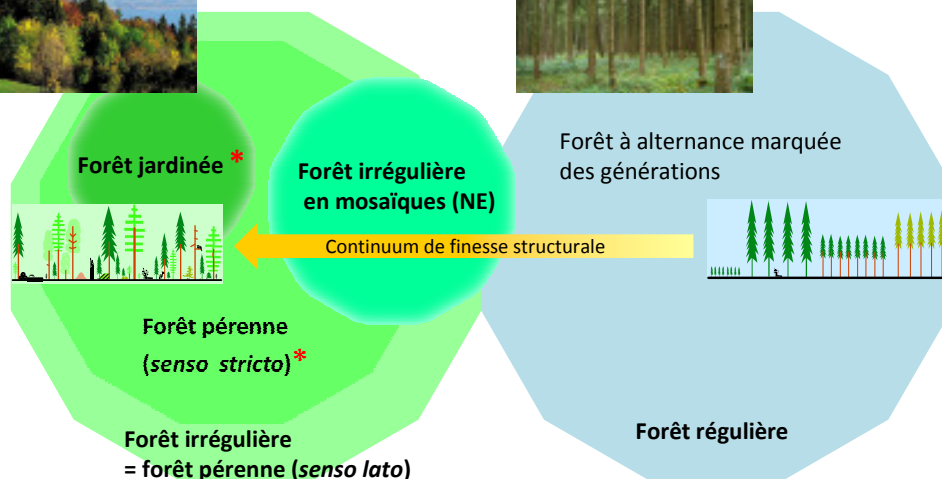 Forêt à alternance marquée
des générations
Forêt jardinée *
Forêt irrégulière
en mosaïques (NE)
Continuum de finesse structurale
Forêt pérenne
(senso stricto)*
Forêt régulière
Forêt irrégulière
= forêt pérenne (senso lato)